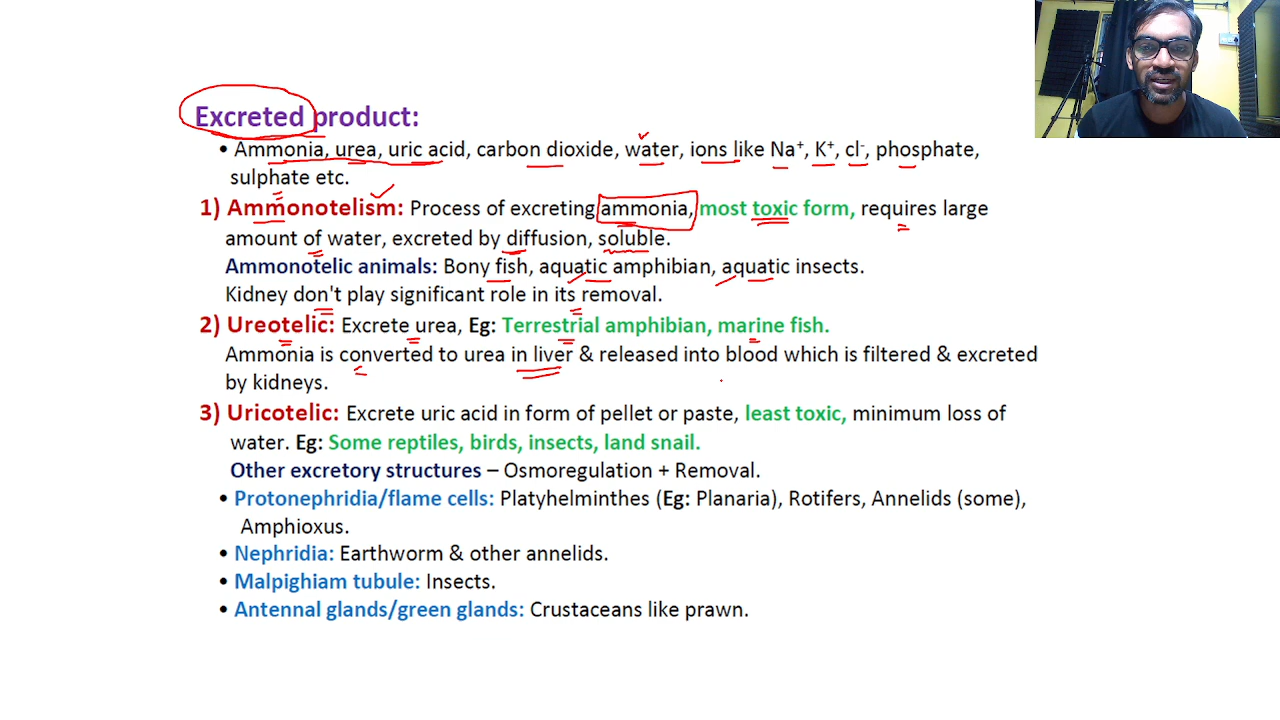 Excreted product:
• Ammonia, urea, uric acid, carbon dioxide, water, ions like Na⁺, K⁺, cl⁻, phosphate,
sulphate etc.
1) Ammonotelism: Process of excreting ammonia, most toxic form, requires large
amount of water, excreted by diffusion, soluble.
Ammonotelic animals: Bony fish, aquatic amphibian, aquatic insects.
Kidney don't play significant role in its removal.
2) Ureotelic: Excrete urea, Eg: Terrestrial amphibian, marine fish.
Ammonia is converted to urea in liver & released into blood which is filtered & excreted
by kidneys.
3) Uricotelic: Excrete uric acid in form of pellet or paste, least toxic, minimum loss of
water. Eg: Some reptiles, birds, insects, land snail.
Other excretory structures – Osmoregulation + Removal.
• Protonephridia/flame cells: Platyhelminthes (Eg: Planaria), Rotifers, Annelids (some),
Amphioxus.
• Nephridia: Earthworm & other annelids.
• Malpighiam tubule: Insects.
• Antennal glands/green glands: Crustaceans like prawn.